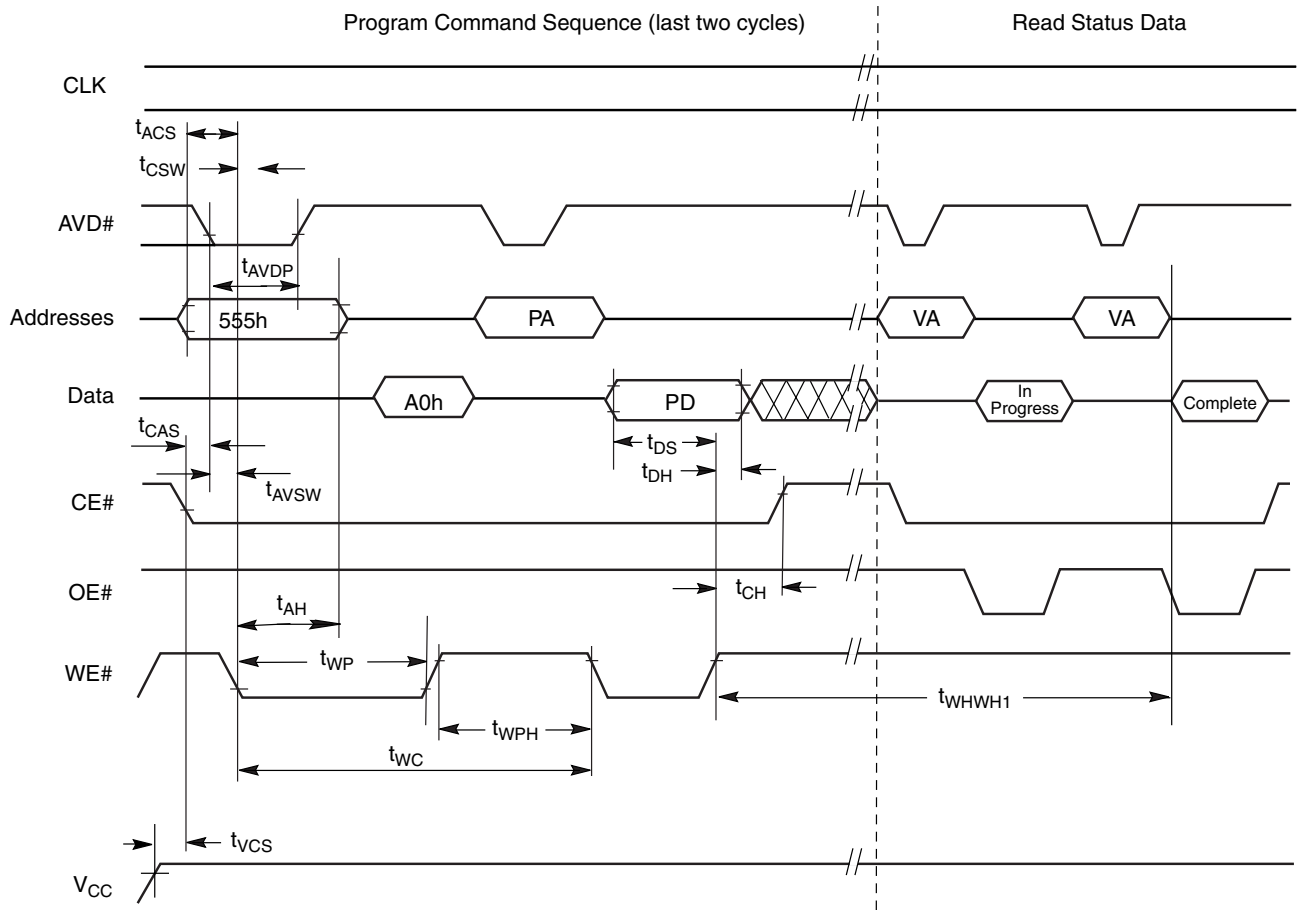 Program Command Sequence (last two cycles)
Read Status Data
CLK
tACS
tCSW
AVD#
tAVDP
Addresses
555h
PA
VA
VA
Data
A0h
PD
In
Progress
Complete
tCAS
tDS
tDH
tAVSW
CE#
OE#
tCH
tAH
WE#
tWP
tWHWH1
tWPH
tWC
tVCS
VCC